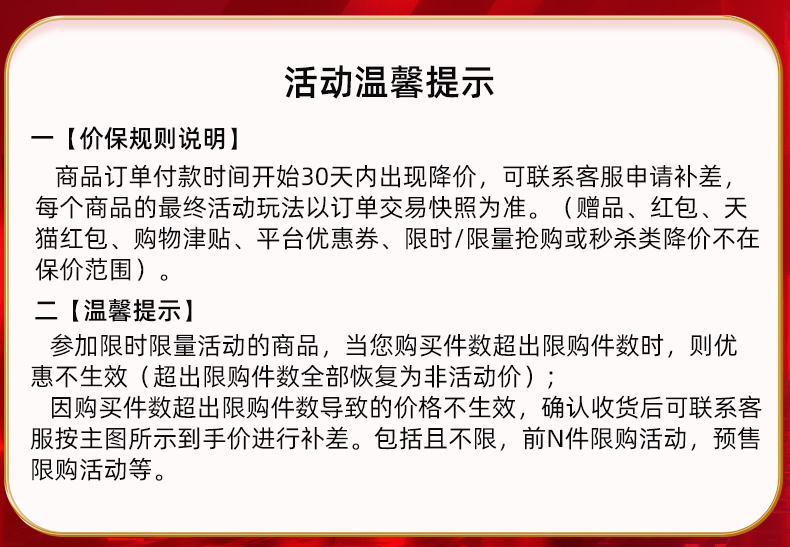 活动温馨提示
一【价保规则说明】
商品订单付款时间开始30天内出现降价，可联系客服申请补差，
每个商品的最终活动玩法以订单交易快照为准。（赠品、红包、天
猫红包、购物津贴、平台优惠券、限时/限量抢购或秒杀类降价不在
保价范围）。
二【温馨提示】
参加限时限量活动的商品，当您购买件数超出限购件数时，则优
惠不生效（超出限购件数全部恢复为非活动价）；
因购买件数超出限购件数导致的价格不生效，确认收货后可联系客
服按主图所示到手价进行补差。包括且不限，前N件限购活动，预售
限购活动等。